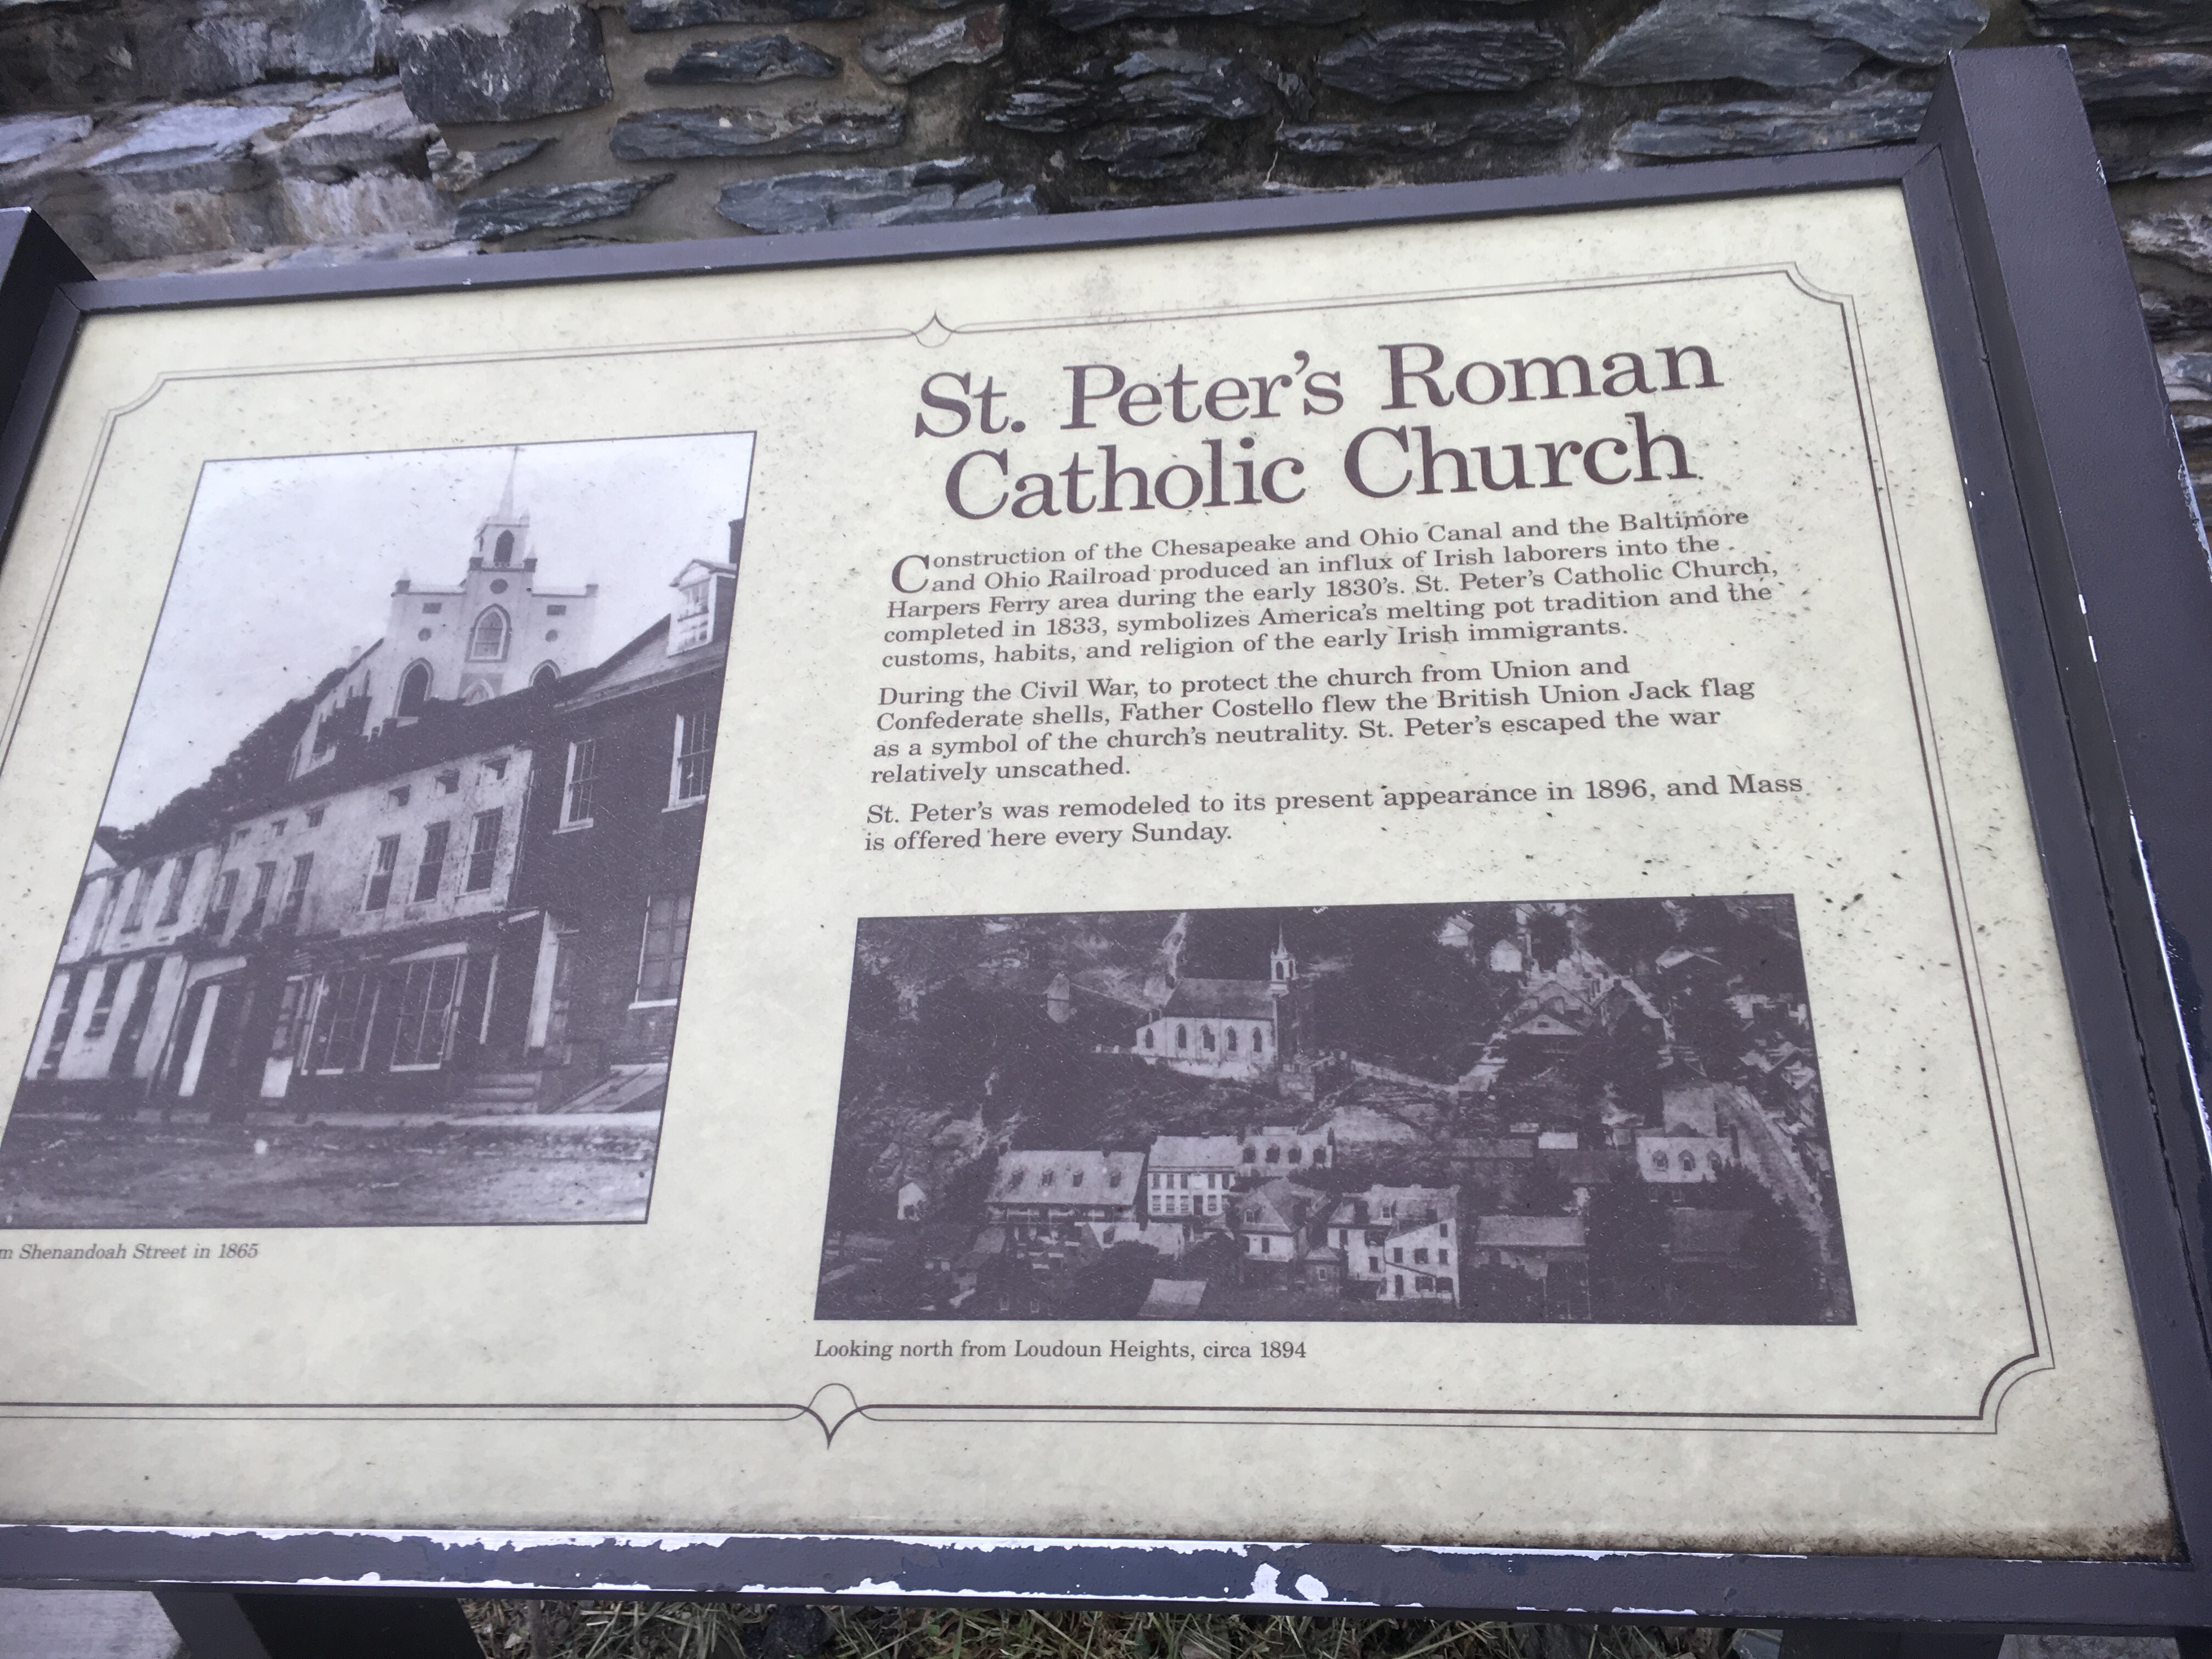 St. Peter's Roman
Catholic Church
Construction of the Chesapeake and Ohio Canal and the Baltimore
and Ohio Railroad produced an influx of Irish laborers into the
Harpers Ferry area during the early 1830's. St. Peter's Catholic Church,
completed in 1833, symbolizes America's melting pot tradition and the
customs, habits, and religion of the early Irish immigrants.
During the Civil War, to protect the church from Union and
Confederate shells, Father Costello flew the British Union Jack flag
as a symbol of the church's neutrality. St. Peter's escaped the war
relatively unscathed.
St. Peter's was remodeled to its present appearance in 1896, and Mass
is offered here every Sunday.
Shenandoah Street in 1865
Looking north from Loudoun Heights, circa 1894